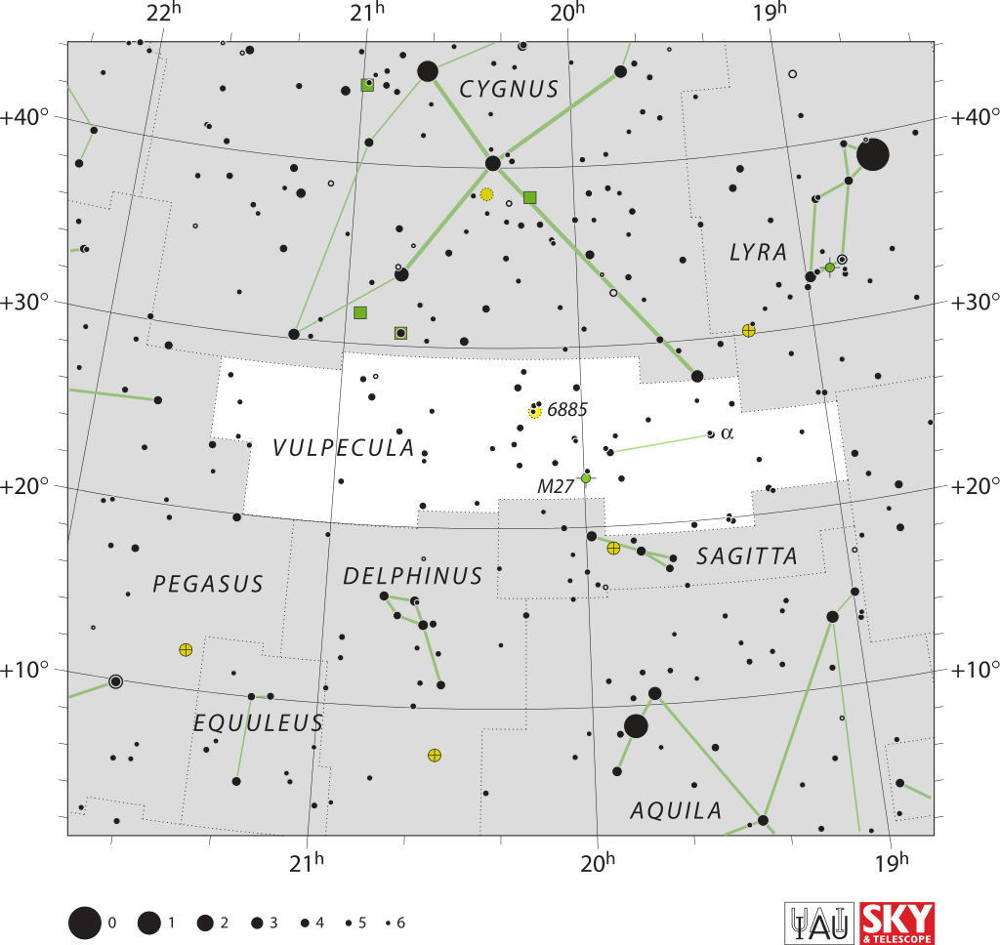 22h 21h 20h 19h
CYGNUS
+40° +40°
LYRA
+30° +30°
6885
α
VULPECULA
M27
+20° +20°
SAGITTA
DELPHINUS
PEGASUS
+10° +10°
EQUULEUS
AQUILA
21h 20h 19h
0 1 2 3 4 5 6
IAU
SKY
& TELESCOPE